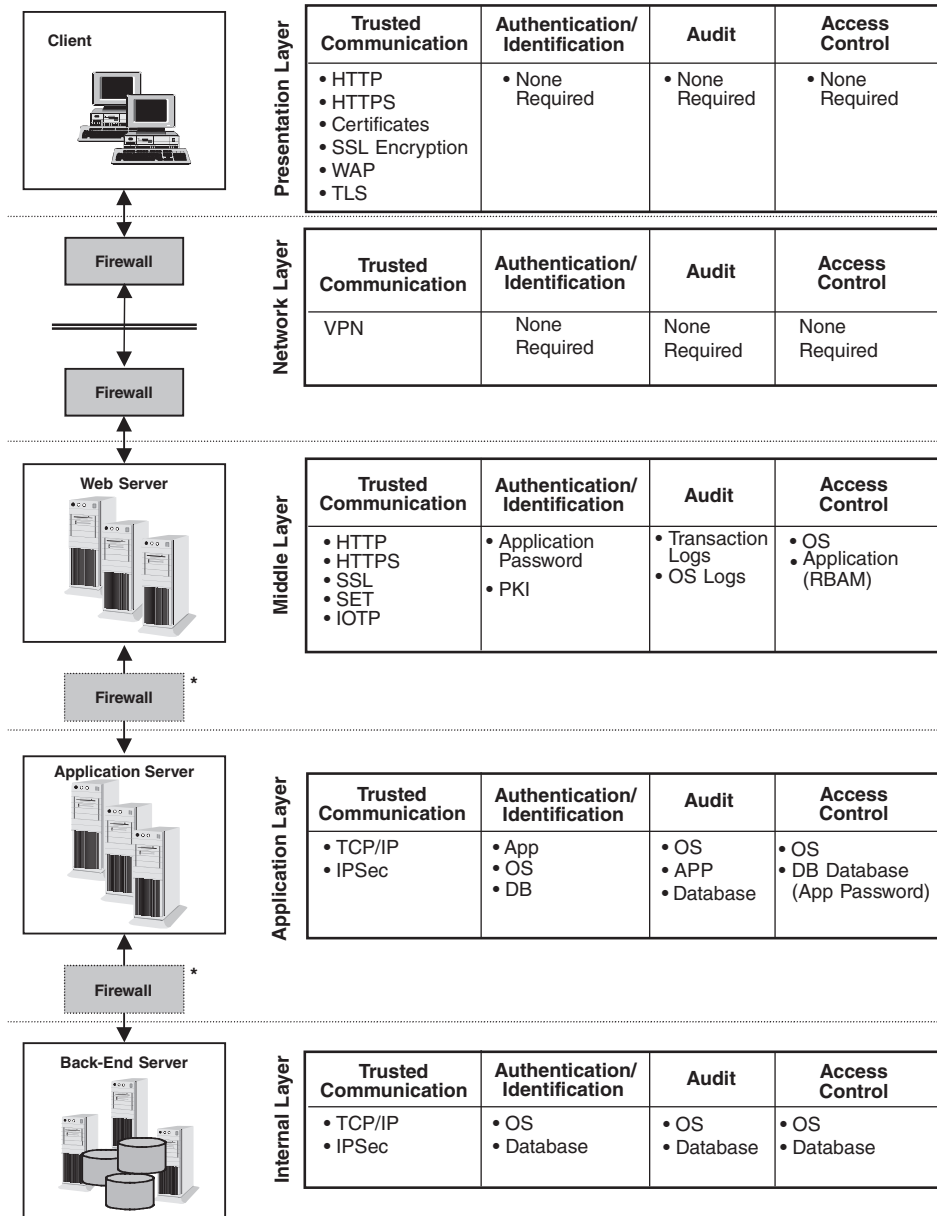 Client
Presentation Layer
Trusted Communication
Authentication/ Identification
Audit
Access Control
• HTTP
• HTTPS
• Certificates
• SSL Encryption
• WAP
• TLS
• None Required
• None Required
• None Required
Firewall
Firewall
Network Layer
Trusted Communication
Authentication/ Identification
Audit
Access Control
VPN
None Required
None Required
None Required
Web Server
Middle Layer
Trusted Communication
Authentication/ Identification
Audit
Access Control
• HTTP
• HTTPS
• SSL
• SET
• IOTP
• Application Password
• PKI
• Transaction Logs
• OS Logs
• OS
• Application (RBAM)
Firewall *
Application Server
Application Layer
Trusted Communication
Authentication/ Identification
Audit
Access Control
• TCP/IP
• IPSec
• App
• OS
• DB
• OS
• APP
• Database
• OS
• DB Database (App Password)
Firewall *
Back-End Server
Internal Layer
Trusted Communication
Authentication/ Identification
Audit
Access Control
• TCP/IP
• IPSec
• OS
• Database
• OS
• Database
• OS
• Database